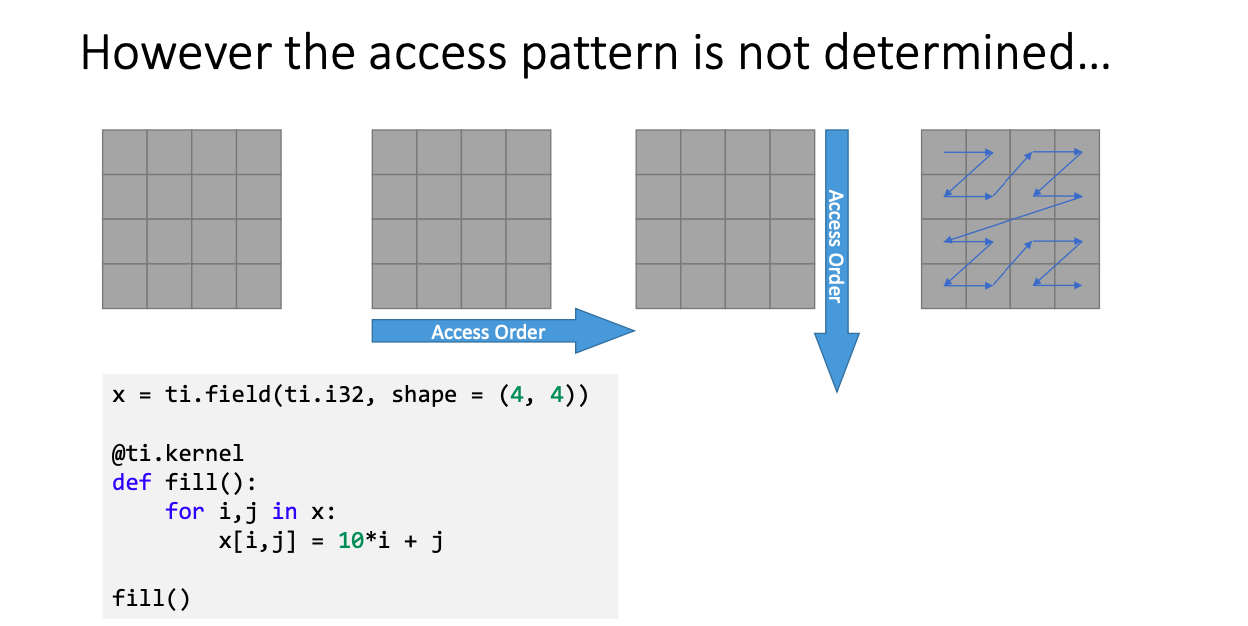 However the access pattern is not determined...
Access Order
Access Order
x = ti.field(ti.i32, shape = (4, 4))
@ti.kernel
def fill():
    for i,j in x:
        x[i,j] = 10*i + j
fill()